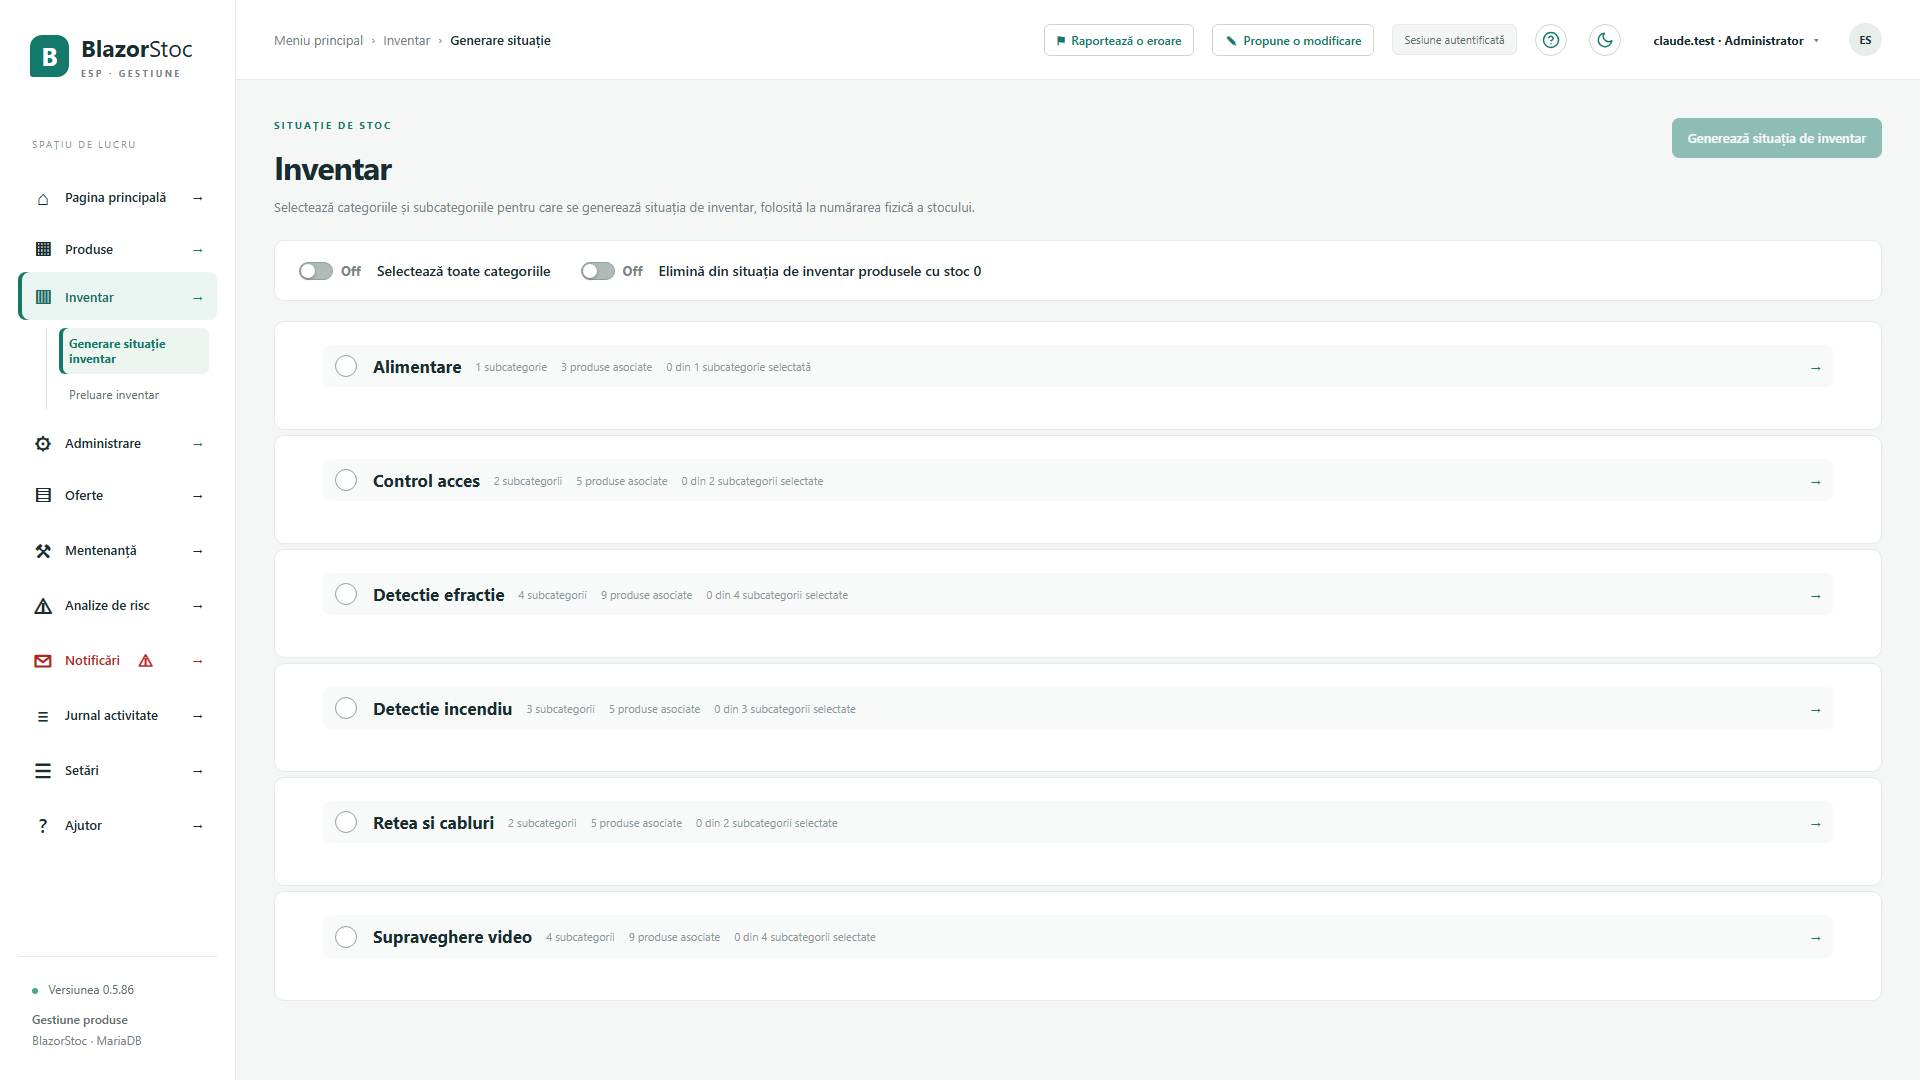 B
BlazorStoc
ESP · GESTIUNE
SPAȚIU DE LUCRU
Pagina principală →
Produse →
Inventar →
Generare situație
inventar
Preluare inventar
Administrare →
Oferte →
Mentenanță →
Analize de risc →
Notificări →
Jurnal activitate →
Setări →
? Ajutor →
Versiunea 0.5.86
Gestiune produse
BlazorStoc · MariaDB
Meniu principal › Inventar › Generare situație
Raportează o eroare
Propune o modificare
Sesiune autentificată
?
claude.test · Administrator
ES
SITUAȚIE DE STOC
Inventar
Selectează categoriile și subcategoriile pentru care se generează situația de inventar, folosită la numărarea fizică a stocului.
Generează situația de inventar
Off Selectează toate categoriile
Off Elimină din situația de inventar produsele cu stoc 0
Alimentare 1 subcategorie 3 produse asociate 0 din 1 subcategorie selectată →
Control acces 2 subcategorii 5 produse asociate 0 din 2 subcategorii selectate →
Detectie efractie 4 subcategorii 9 produse asociate 0 din 4 subcategorii selectate →
Detectie incendiu 3 subcategorii 5 produse asociate 0 din 3 subcategorii selectate →
Retea si cabluri 2 subcategorii 5 produse asociate 0 din 2 subcategorii selectate →
Supraveghere video 4 subcategorii 9 produse asociate 0 din 4 subcategorii selectate →